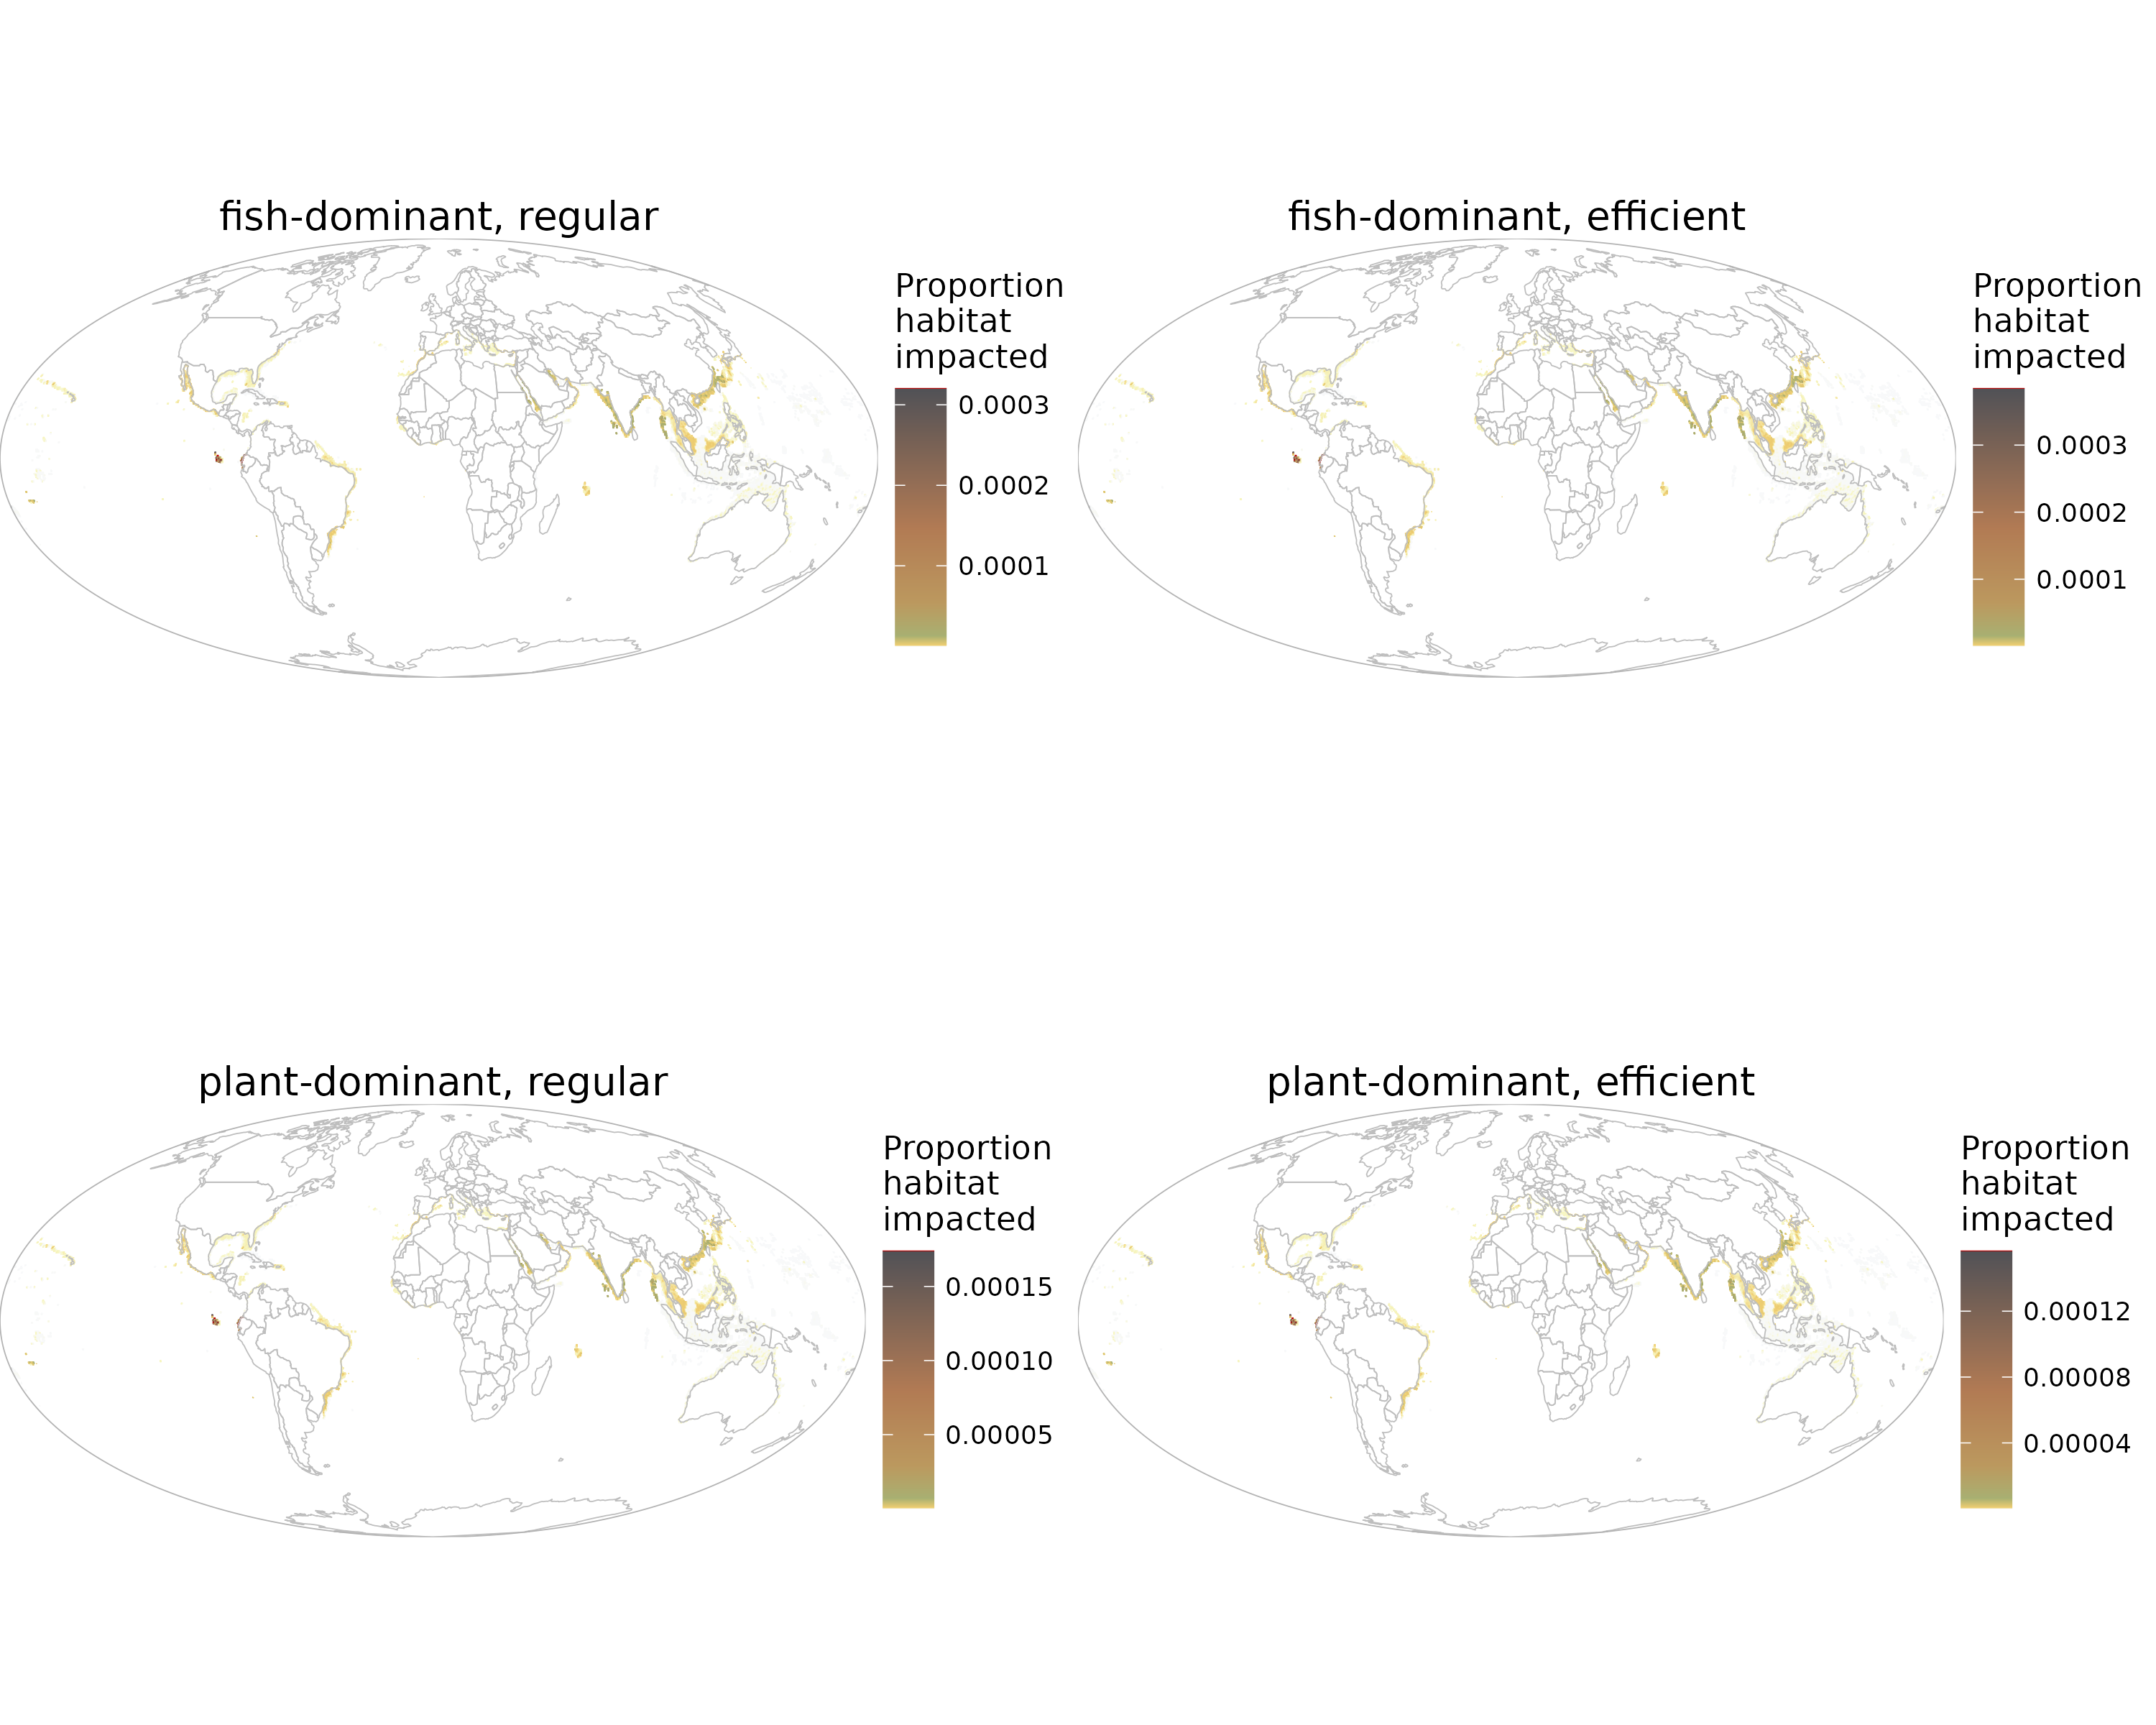 fish-dominant, regular
Proportion
habitat
impacted
0.0003
0.0002
0.0001
fish-dominant, efficient
Proportion
habitat
impacted
0.0003
0.0002
0.0001
plant-dominant, regular
Proportion
habitat
impacted
0.00015
0.00010
0.00005
plant-dominant, efficient
Proportion
habitat
impacted
0.00012
0.00008
0.00004